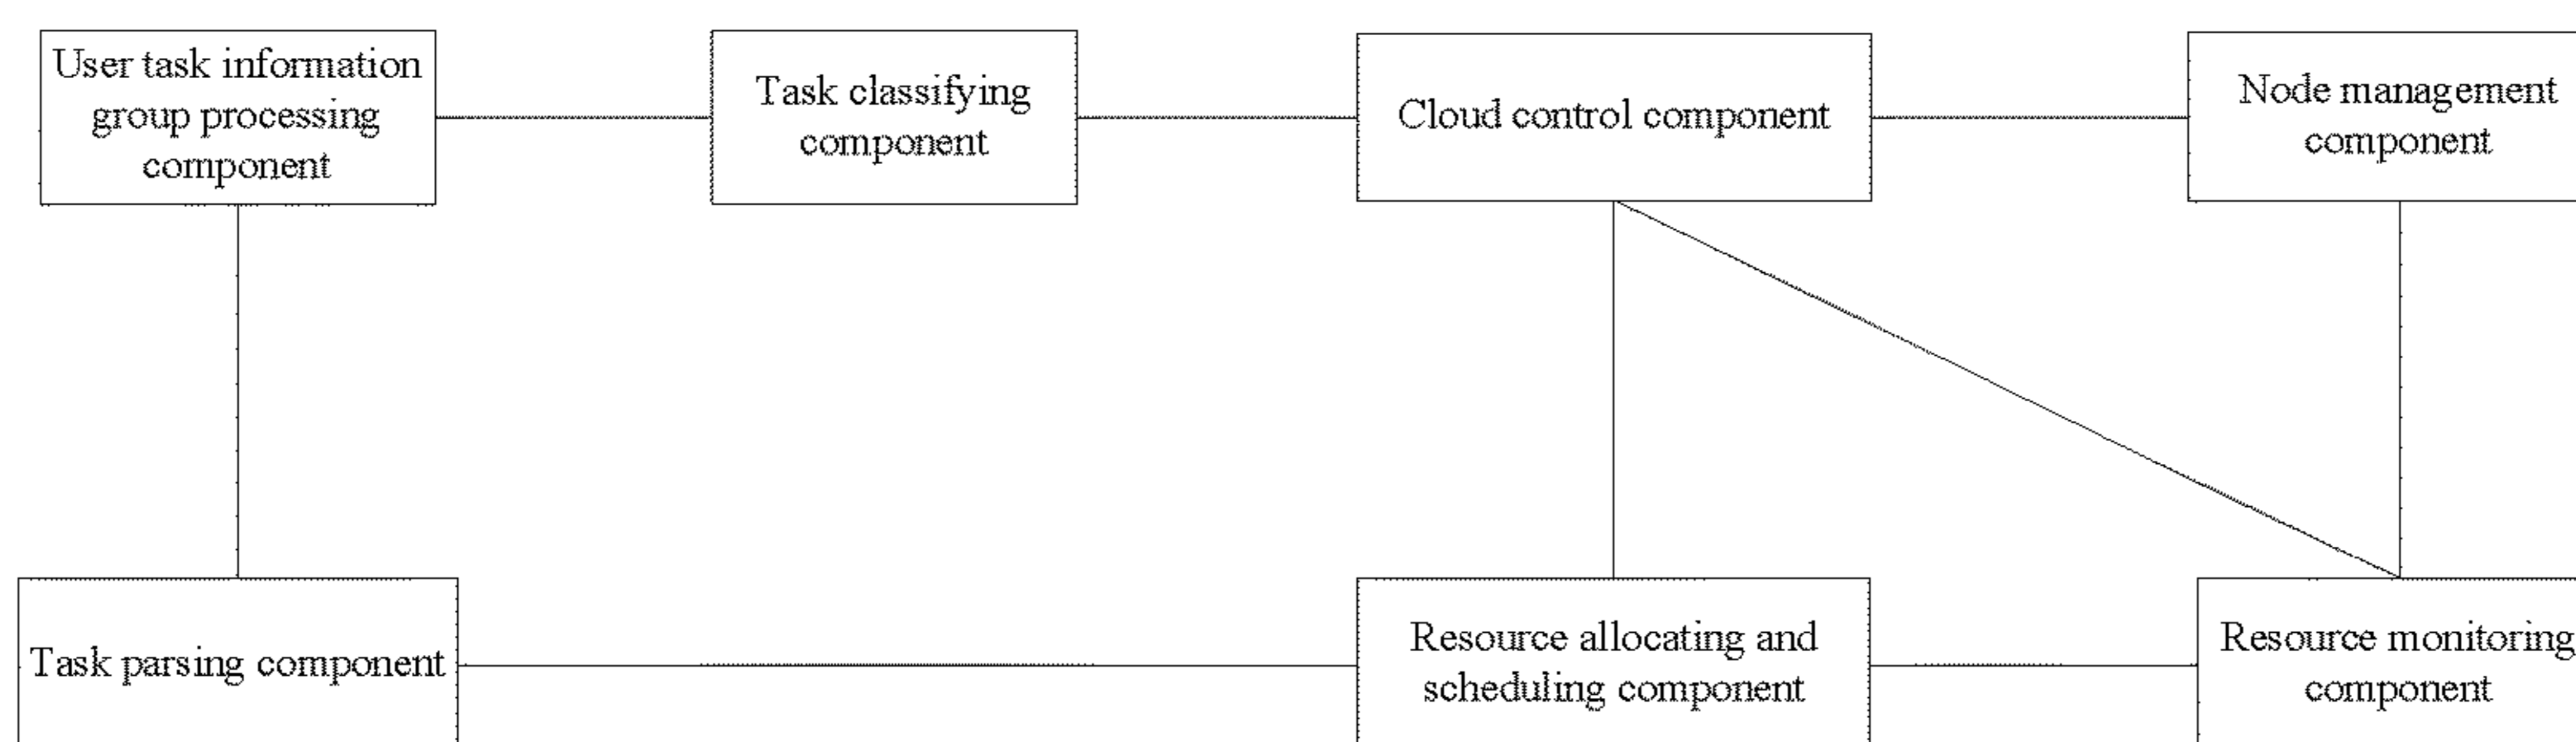 User task information
group processing
component
Task classifying
component
Cloud control component
Node management
component
Task parsing component
Resource allocating and
scheduling component
Resource monitoring
component